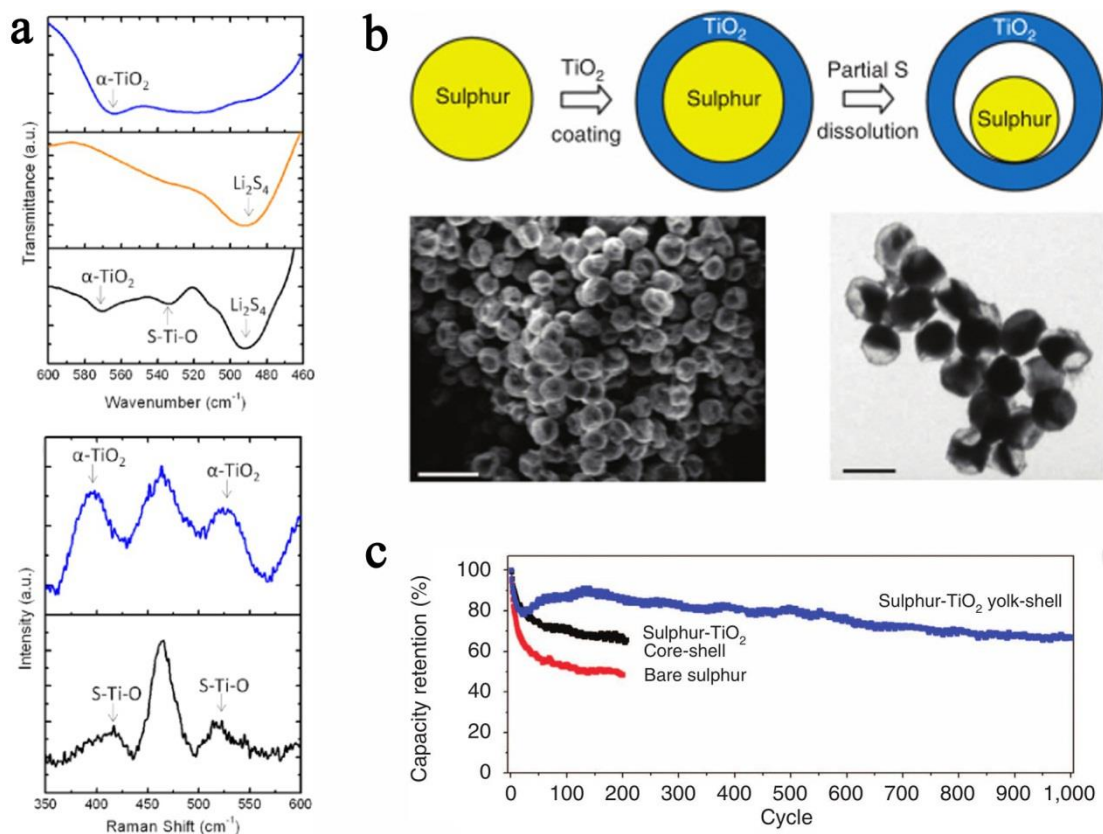 a
α-TiO₂
Li₂S₄
α-TiO₂
S-Ti-O
Li₂S₄
Transmittance (a.u.)
600 580 560 540 520 500 480 460
Wavenumber (cm⁻¹)
α-TiO₂
α-TiO₂
S-Ti-O
S-Ti-O
Intensity (a.u.)
350 400 450 500 550 600
Raman Shift (cm⁻¹)
b
Sulphur
TiO₂
coating
TiO₂
Sulphur
Partial S
dissolution
TiO₂
Sulphur
c
Capacity retention (%)
100
80
60
40
20
0
Sulphur-TiO₂ yolk-shell
Sulphur-TiO₂
Core-shell
Bare sulphur
0 100 200 300 400 500 600 700 800 900 1,000
Cycle